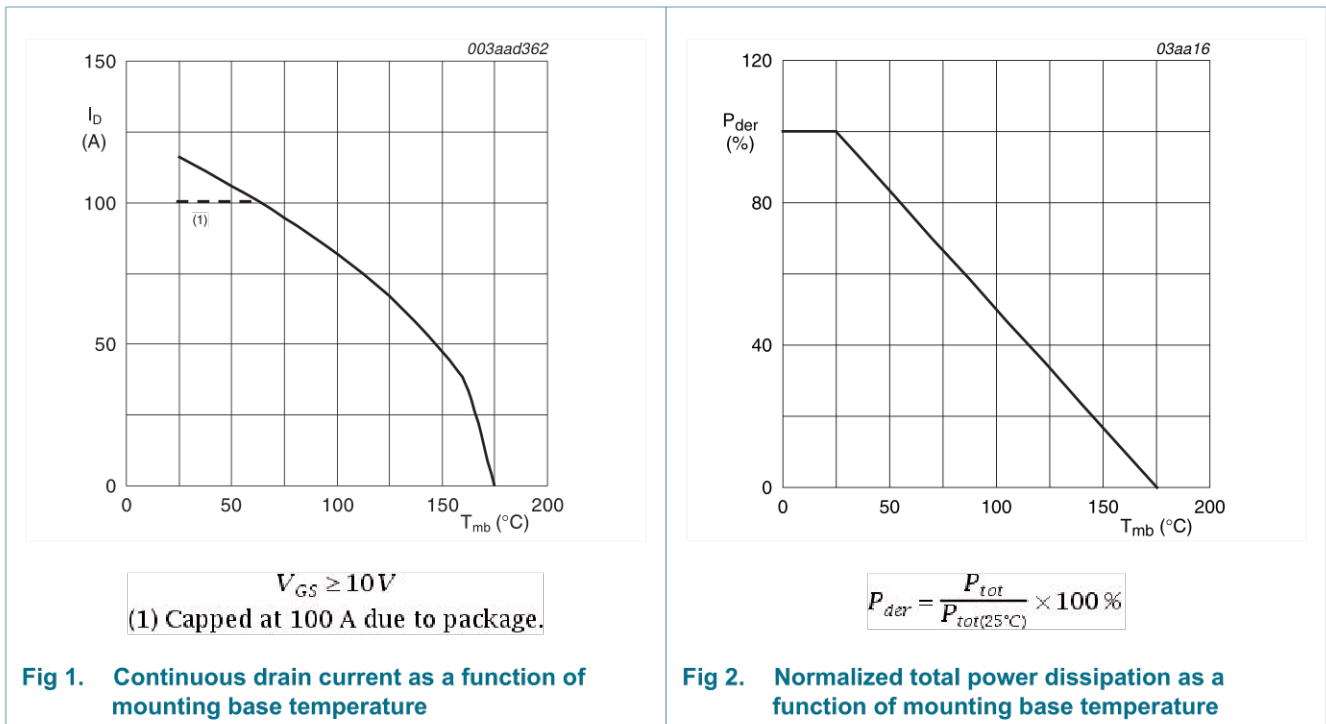 003aad362
150
I_D
(A)
100
(1)
50
0
0
50
100
150
200
T_mb (°C)
V_GS ≥ 10 V
(1) Capped at 100 A due to package.
Fig 1. Continuous drain current as a function of
mounting base temperature
03aa16
120
P_der
(%)
80
40
0
0
50
100
150
200
T_mb (°C)
P_der = P_tot / P_tot(25°C) × 100 %
Fig 2. Normalized total power dissipation as a
function of mounting base temperature